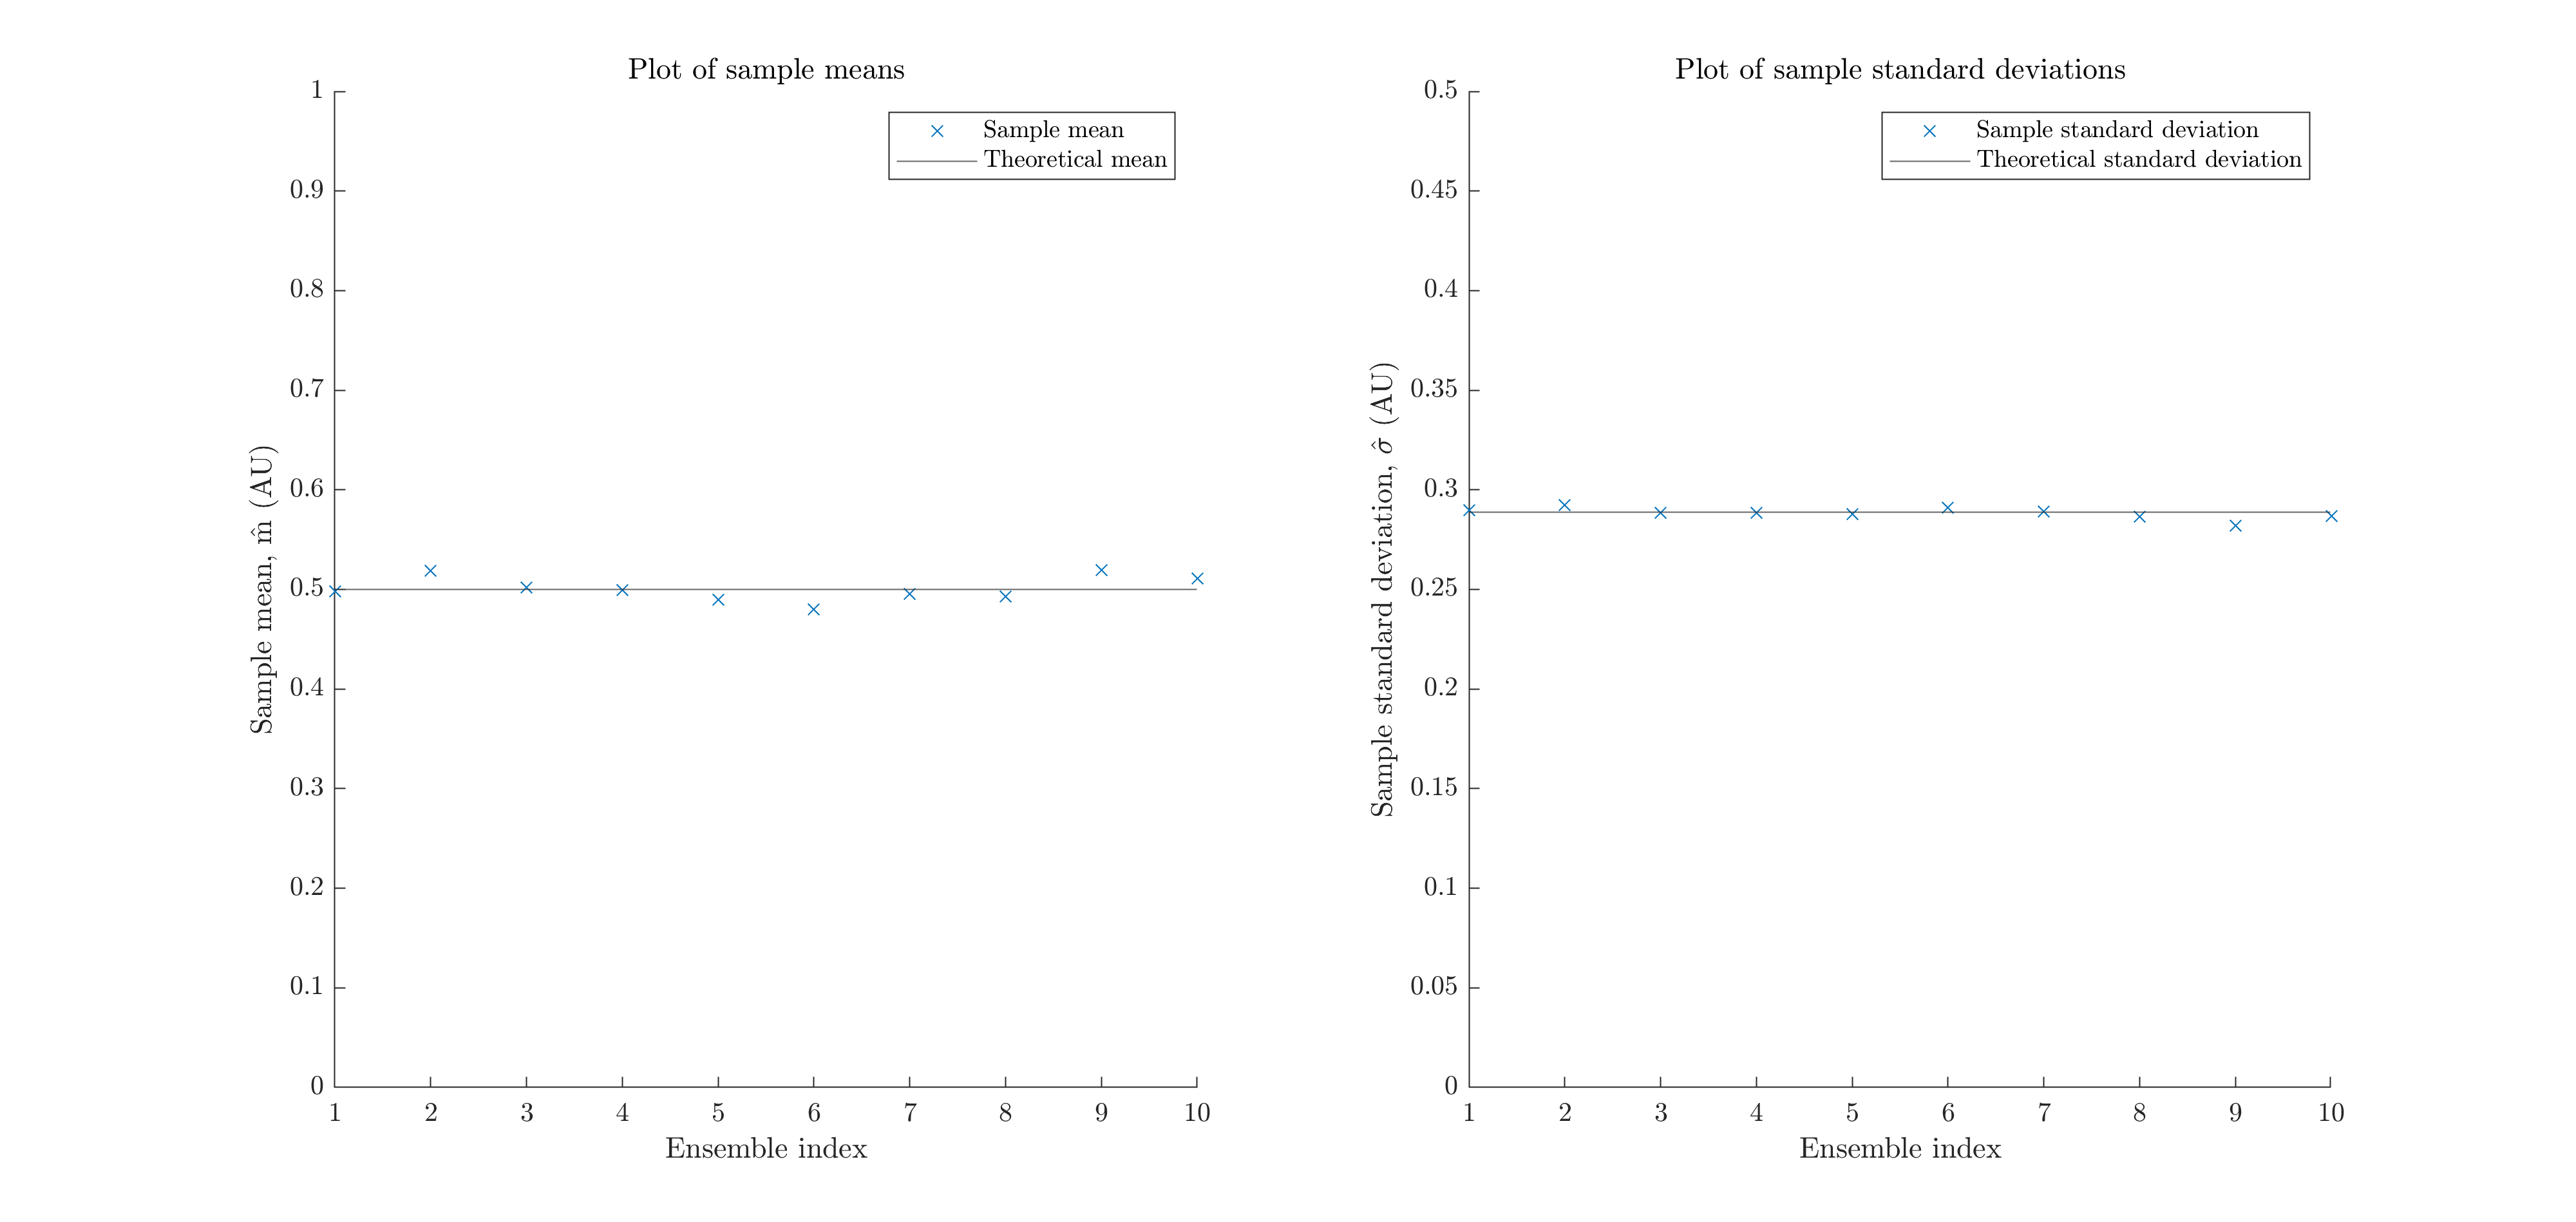 Plot of sample means
Sample mean
Theoretical mean
1
0.9
0.8
0.7
0.6
0.5
0.4
0.3
0.2
0.1
0
Sample mean, m̂ (AU)
1 2 3 4 5 6 7 8 9 10
Ensemble index
Plot of sample standard deviations
Sample standard deviation
Theoretical standard deviation
0.5
0.45
0.4
0.35
0.3
0.25
0.2
0.15
0.1
0.05
0
Sample standard deviation, σ̂ (AU)
1 2 3 4 5 6 7 8 9 10
Ensemble index